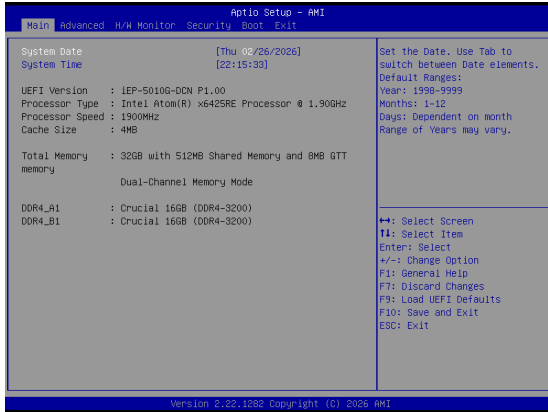 Aptio Setup - AMI
Main Advanced H/W Monitor Security Boot Exit
System Date [Thu 02/26/2026]
System Time [22:15:33]
UEFI Version : iEP-5010G-DCN P1.00
Processor Type : Intel Atom(R) x6425RE Processor @ 1.90GHz
Processor Speed : 1900MHz
Cache Size : 4MB
Total Memory : 32GB with 512MB Shared Memory and 8MB GTT
memory
Dual-Channel Memory Mode
DDR4_A1 : Crucial 16GB (DDR4-3200)
DDR4_B1 : Crucial 16GB (DDR4-3200)
Set the Date. Use Tab to
switch between Date elements.
Default Ranges:
Year: 1998-9999
Months: 1-12
Days: Dependent on month
Range of Years may vary.
↔: Select Screen
↑↓: Select Item
Enter: Select
+/-: Change Option
F1: General Help
F7: Discard Changes
F9: Load UEFI Defaults
F10: Save and Exit
ESC: Exit
Version 2.22.1282 Copyright (C) 2026 AMI